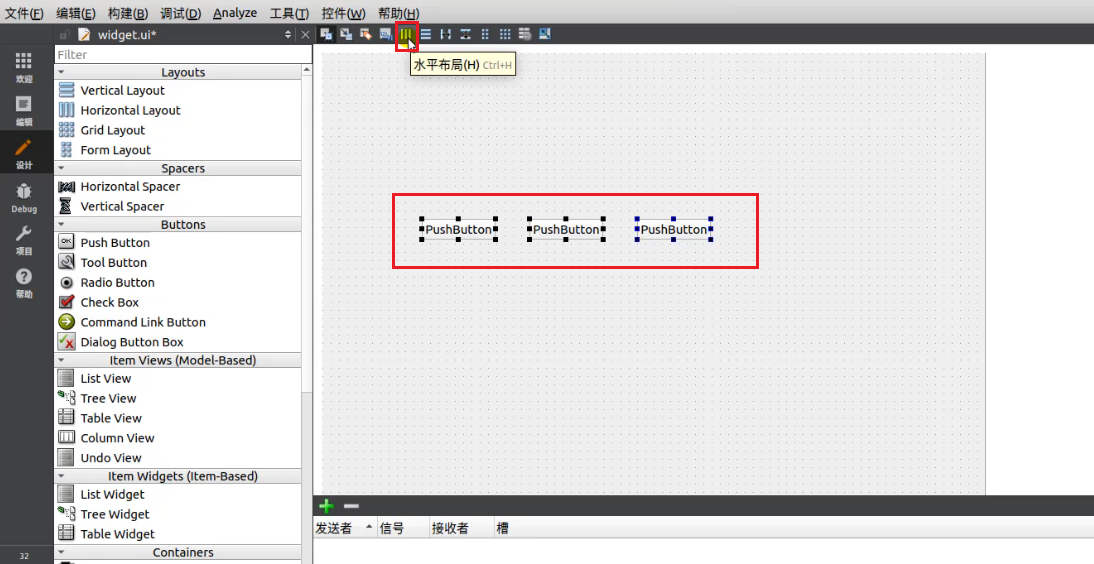 文件(F) 编辑(E) 构建(B) 调试(D) Analyze 工具(T) 控件(W) 帮助(H)
widget.ui*
Filter
水平布局(H) Ctrl+H
欢迎
编辑
设计
Debug
项目
帮助
32
Layouts
Vertical Layout
Horizontal Layout
Grid Layout
Form Layout
Spacers
Horizontal Spacer
Vertical Spacer
Buttons
Push Button
Tool Button
Radio Button
Check Box
Command Link Button
Dialog Button Box
Item Views (Model-Based)
List View
Tree View
Table View
Column View
Undo View
Item Widgets (Item-Based)
List Widget
Tree Widget
Table Widget
Containers
PushButton PushButton PushButton
发送者 信号 接收者 槽